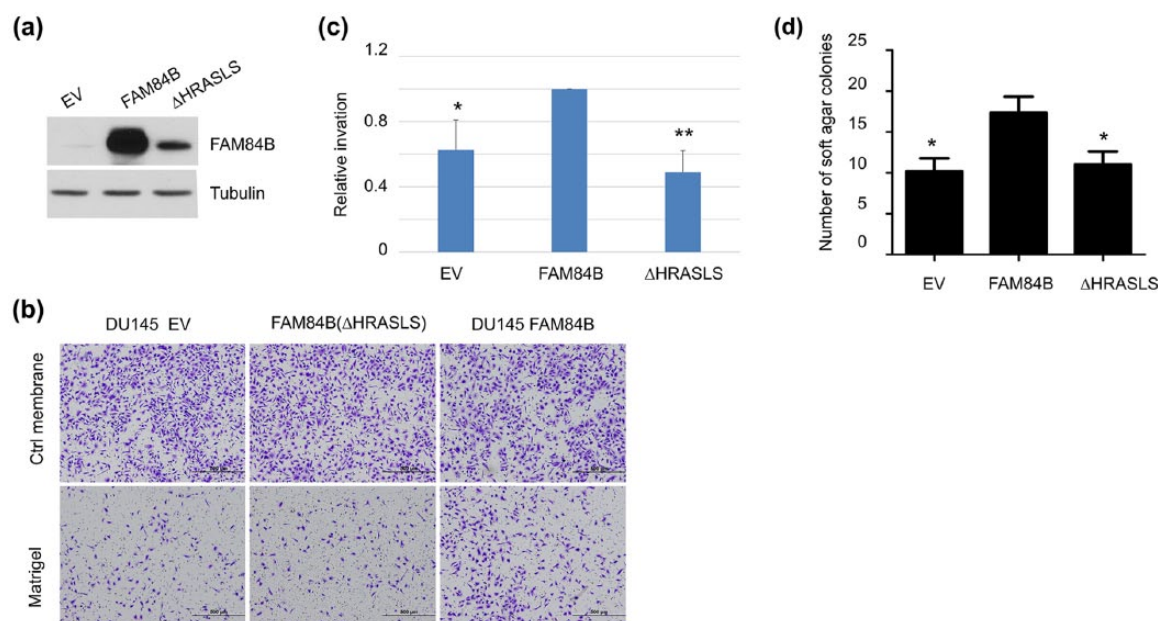 (a)
EV FAM84B ΔHRASLS
FAM84B
Tubulin
(c)
Relative invation
1.2
0.8
0.4
0
*
**
EV FAM84B ΔHRASLS
(d)
Number of soft agar colonies
25
20
15
10
5
0
*
*
EV FAM84B ΔHRASLS
(b)
DU145 EV FAM84B(ΔHRASLS) DU145 FAM84B
Ctrl membrane
Matrigel